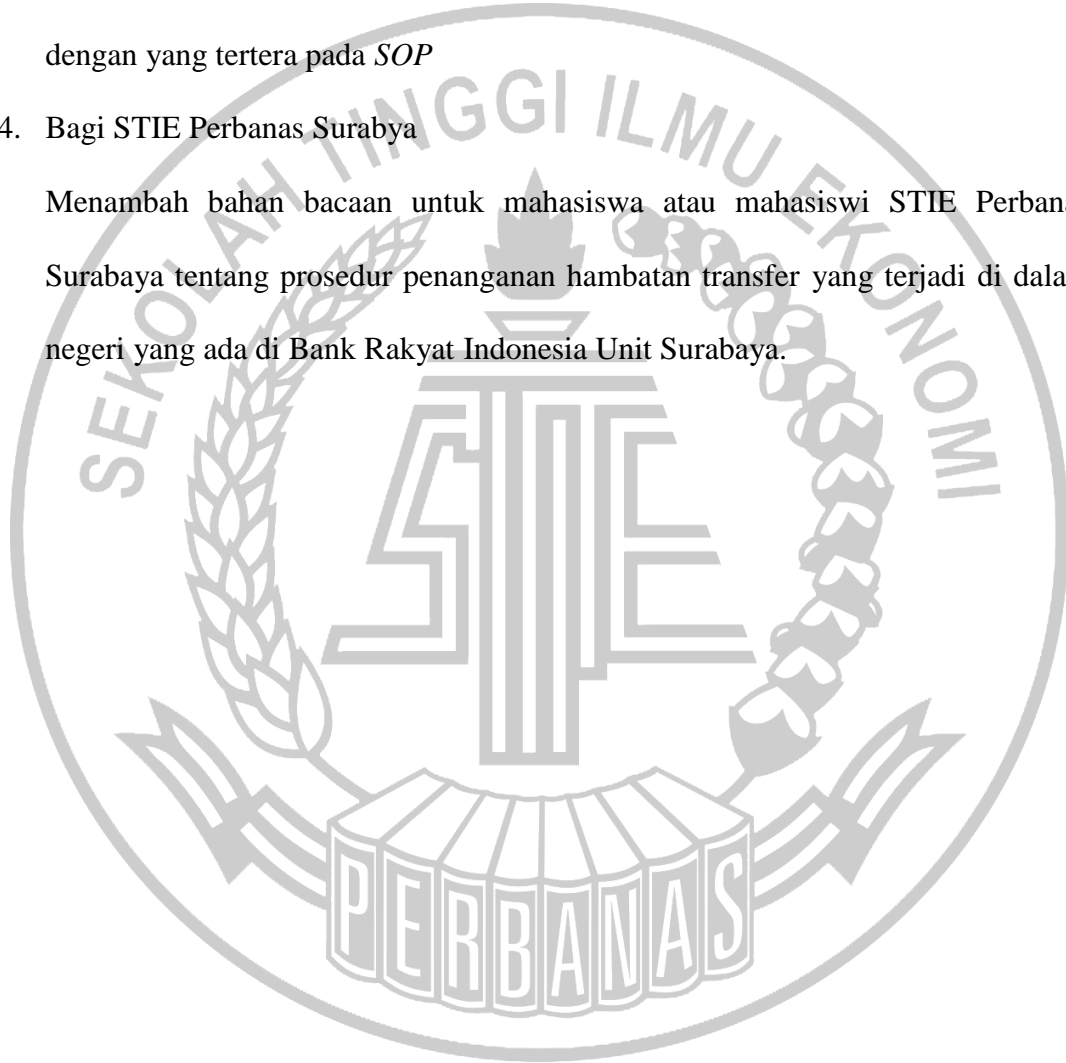 dengan yang tertera pada SOP
4. Bagi STIE Perbanas Surabya
Menambah bahan bacaan untuk mahasiswa atau mahasiswi STIE Perbana
Surabaya tentang prosedur penanganan hambatan transfer yang terjadi di dala
negeri yang ada di Bank Rakyat Indonesia Unit Surabaya.
SEKOLAH TINGGI ILMU EKONOMI
STIE
PERBANAS